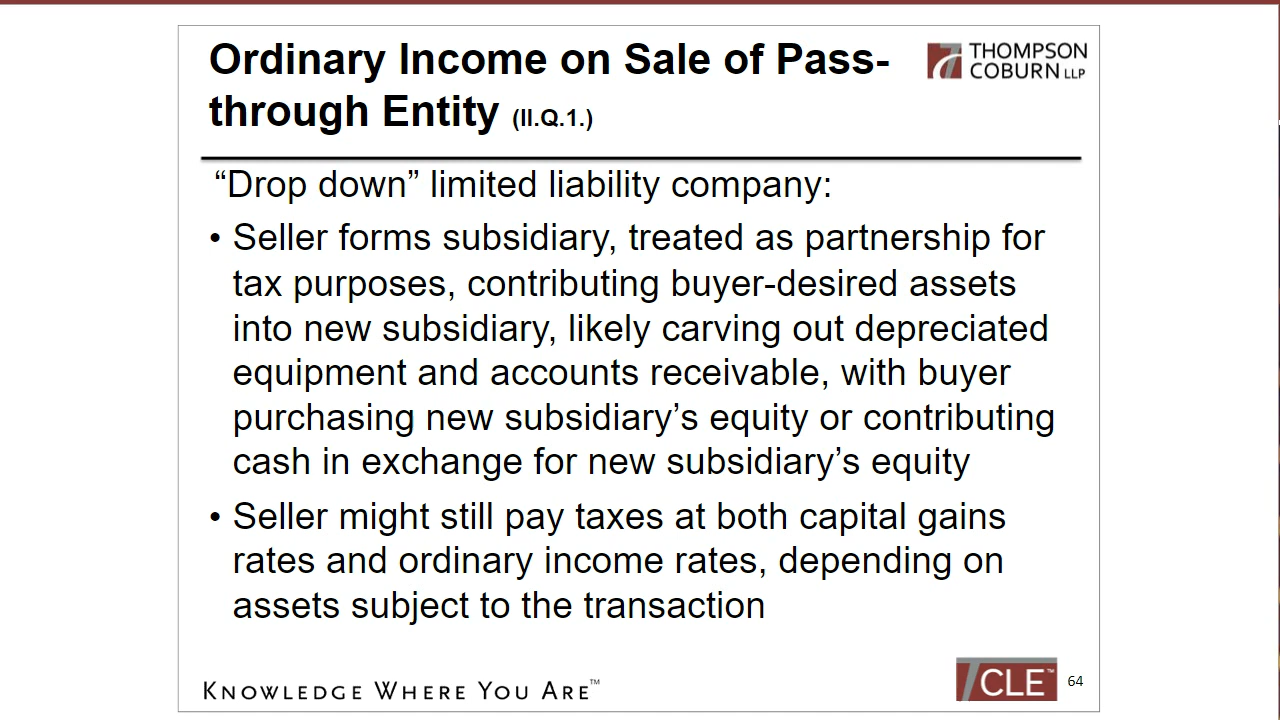 Ordinary Income on Sale of Pass-
through Entity (II.Q.1.)
THOMPSON
COBURN LLP
“Drop down” limited liability company:
• Seller forms subsidiary, treated as partnership for
tax purposes, contributing buyer-desired assets
into new subsidiary, likely carving out depreciated
equipment and accounts receivable, with buyer
purchasing new subsidiary’s equity or contributing
cash in exchange for new subsidiary’s equity
• Seller might still pay taxes at both capital gains
rates and ordinary income rates, depending on
assets subject to the transaction
KNOWLEDGE WHERE YOU ARE™
CLE™
64